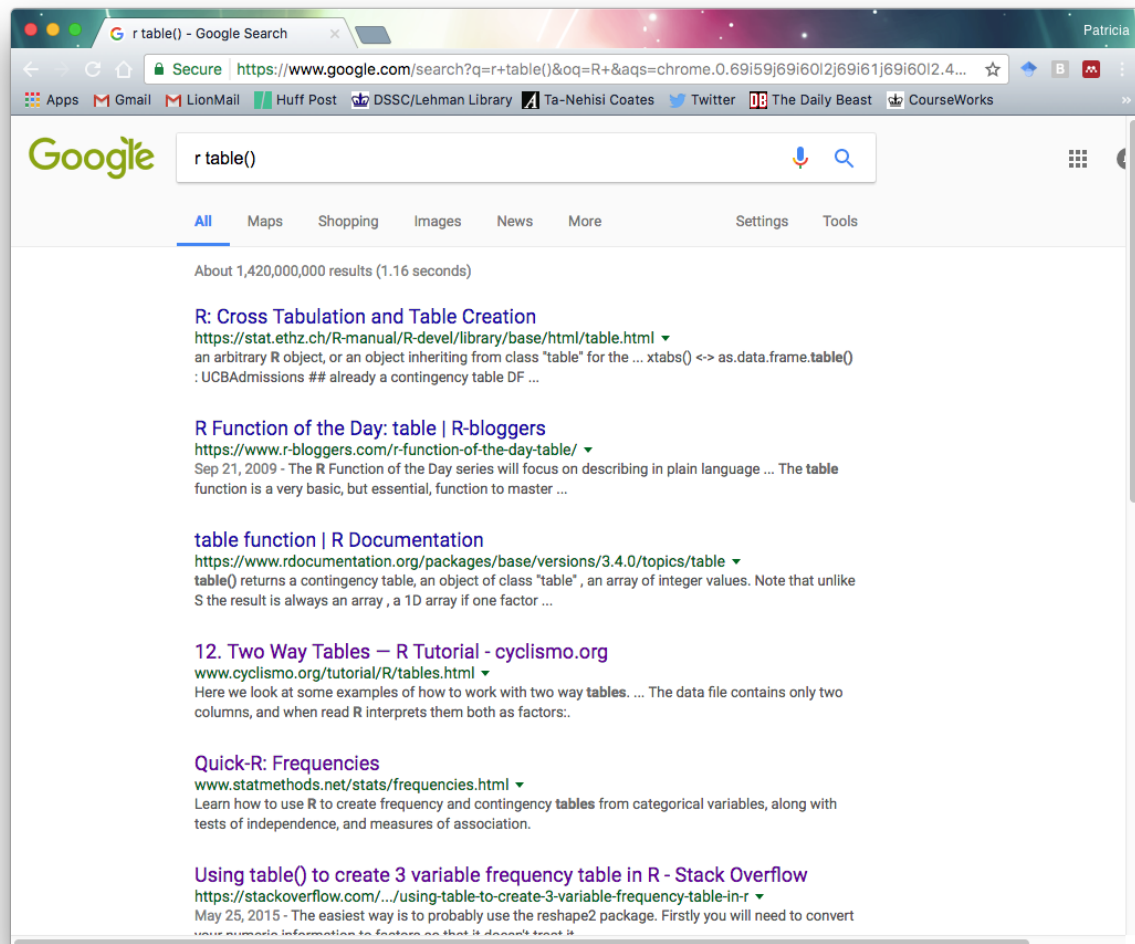 r table() - Google Search
Patricia
Secure https://www.google.com/search?q=r+table()&oq=R+&aqs=chrome.0.69i59j69i60l2j69i61j69i60l2.4...
Apps Gmail LionMail Huff Post DSSC/Lehman Library Ta-Nehisi Coates Twitter The Daily Beast CourseWorks »
Google r table()
All Maps Shopping Images News More Settings Tools
About 1,420,000,000 results (1.16 seconds)
R: Cross Tabulation and Table Creation
https://stat.ethz.ch/R-manual/R-devel/library/base/html/table.html
an arbitrary R object, or an object inheriting from class "table" for the ... xtabs() <-> as.data.frame.table()
: UCBAdmissions ## already a contingency table DF ...
R Function of the Day: table | R-bloggers
https://www.r-bloggers.com/r-function-of-the-day-table/
Sep 21, 2009 - The R Function of the Day series will focus on describing in plain language ... The table
function is a very basic, but essential, function to master ...
table function | R Documentation
https://www.rdocumentation.org/packages/base/versions/3.4.0/topics/table
table() returns a contingency table, an object of class "table" , an array of integer values. Note that unlike
S the result is always an array , a 1D array if one factor ...
12. Two Way Tables — R Tutorial - cyclismo.org
www.cyclismo.org/tutorial/R/tables.html
Here we look at some examples of how to work with two way tables. ... The data file contains only two
columns, and when read R interprets them both as factors:.
Quick-R: Frequencies
www.statmethods.net/stats/frequencies.html
Learn how to use R to create frequency and contingency tables from categorical variables, along with
tests of independence, and measures of association.
Using table() to create 3 variable frequency table in R - Stack Overflow
https://stackoverflow.com/.../using-table-to-create-3-variable-frequency-table-in-r
May 25, 2015 - The easiest way is to probably use the reshape2 package. Firstly you will need to convert
your numeric information to factors so that it doesn't treat it